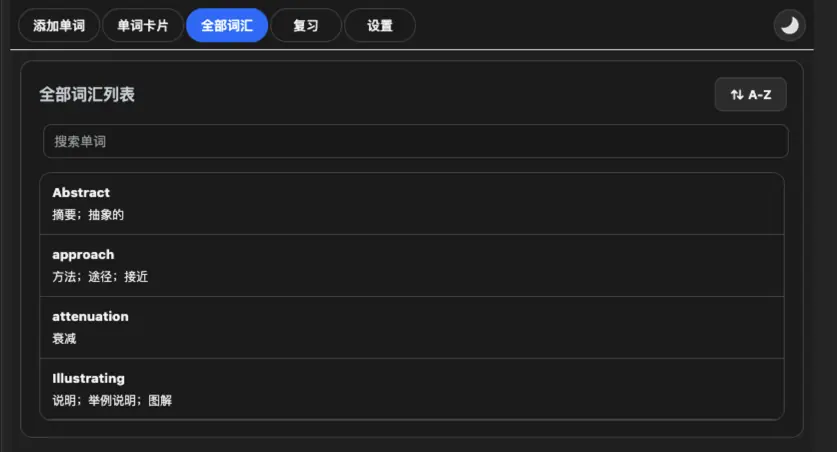 添加单词 单词卡片 全部词汇 复习 设置
全部词汇列表 ⇅ A-Z
搜索单词
Abstract
摘要；抽象的
approach
方法；途径；接近
attenuation
衰减
Illustrating
说明；举例说明；图解